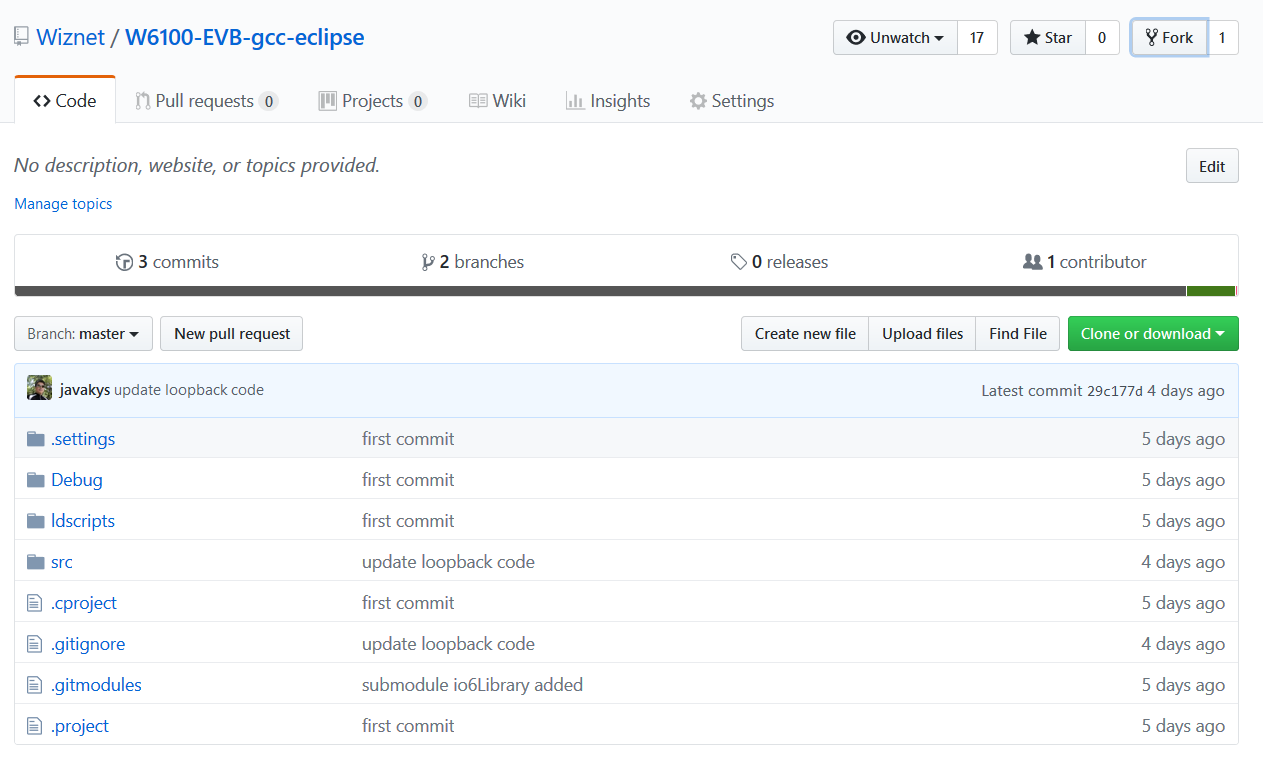 Wiznet / W6100-EVB-gcc-eclipse Unwatch 17 Star 0 Fork 1
Code Pull requests 0 Projects 0 Wiki Insights Settings
No description, website, or topics provided. Edit
Manage topics
3 commits 2 branches 0 releases 1 contributor
Branch: master New pull request Create new file Upload files Find File Clone or download
javakys update loopback code Latest commit 29c177d 4 days ago
.settings first commit 5 days ago
Debug first commit 5 days ago
ldscripts first commit 5 days ago
src update loopback code 4 days ago
.cproject first commit 5 days ago
.gitignore update loopback code 4 days ago
.gitmodules submodule io6Library added 5 days ago
.project first commit 5 days ago